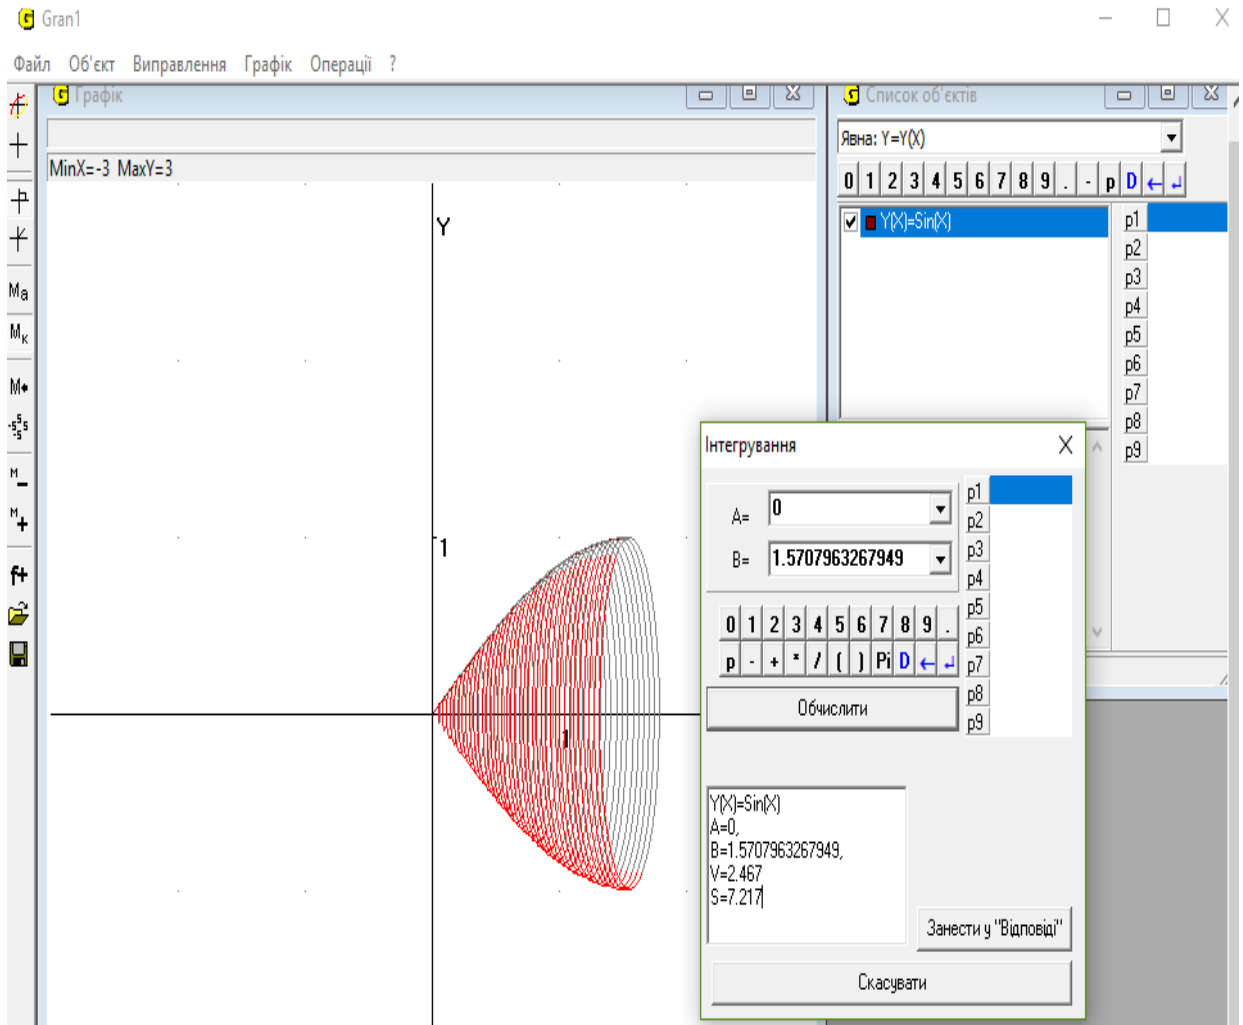 Gran1
Файл Об'єкт Виправлення Графік Операції ?
Графік
MinX=-3 MaxY=3
Y
1
1
Ma
Мк
M
-s s s
s
M
M
f+
Список об'єктів
Явна: Y=Y(X)
0 1 2 3 4 5 6 7 8 9 . - p D ← ↲
Y(X)=Sin(X)
p1
p2
p3
p4
p5
p6
p7
p8
p9
Інтегрування
A= 0
B= 1.5707963267949
0 1 2 3 4 5 6 7 8 9 .
p - + * / ( ) Pi D ← ↲
Обчислити
p1
p2
p3
p4
p5
p6
p7
p8
p9
Y(X)=Sin(X)
A=0,
B=1.5707963267949,
V=2.467
S=7.217
Занести у "Відповіді"
Скасувати